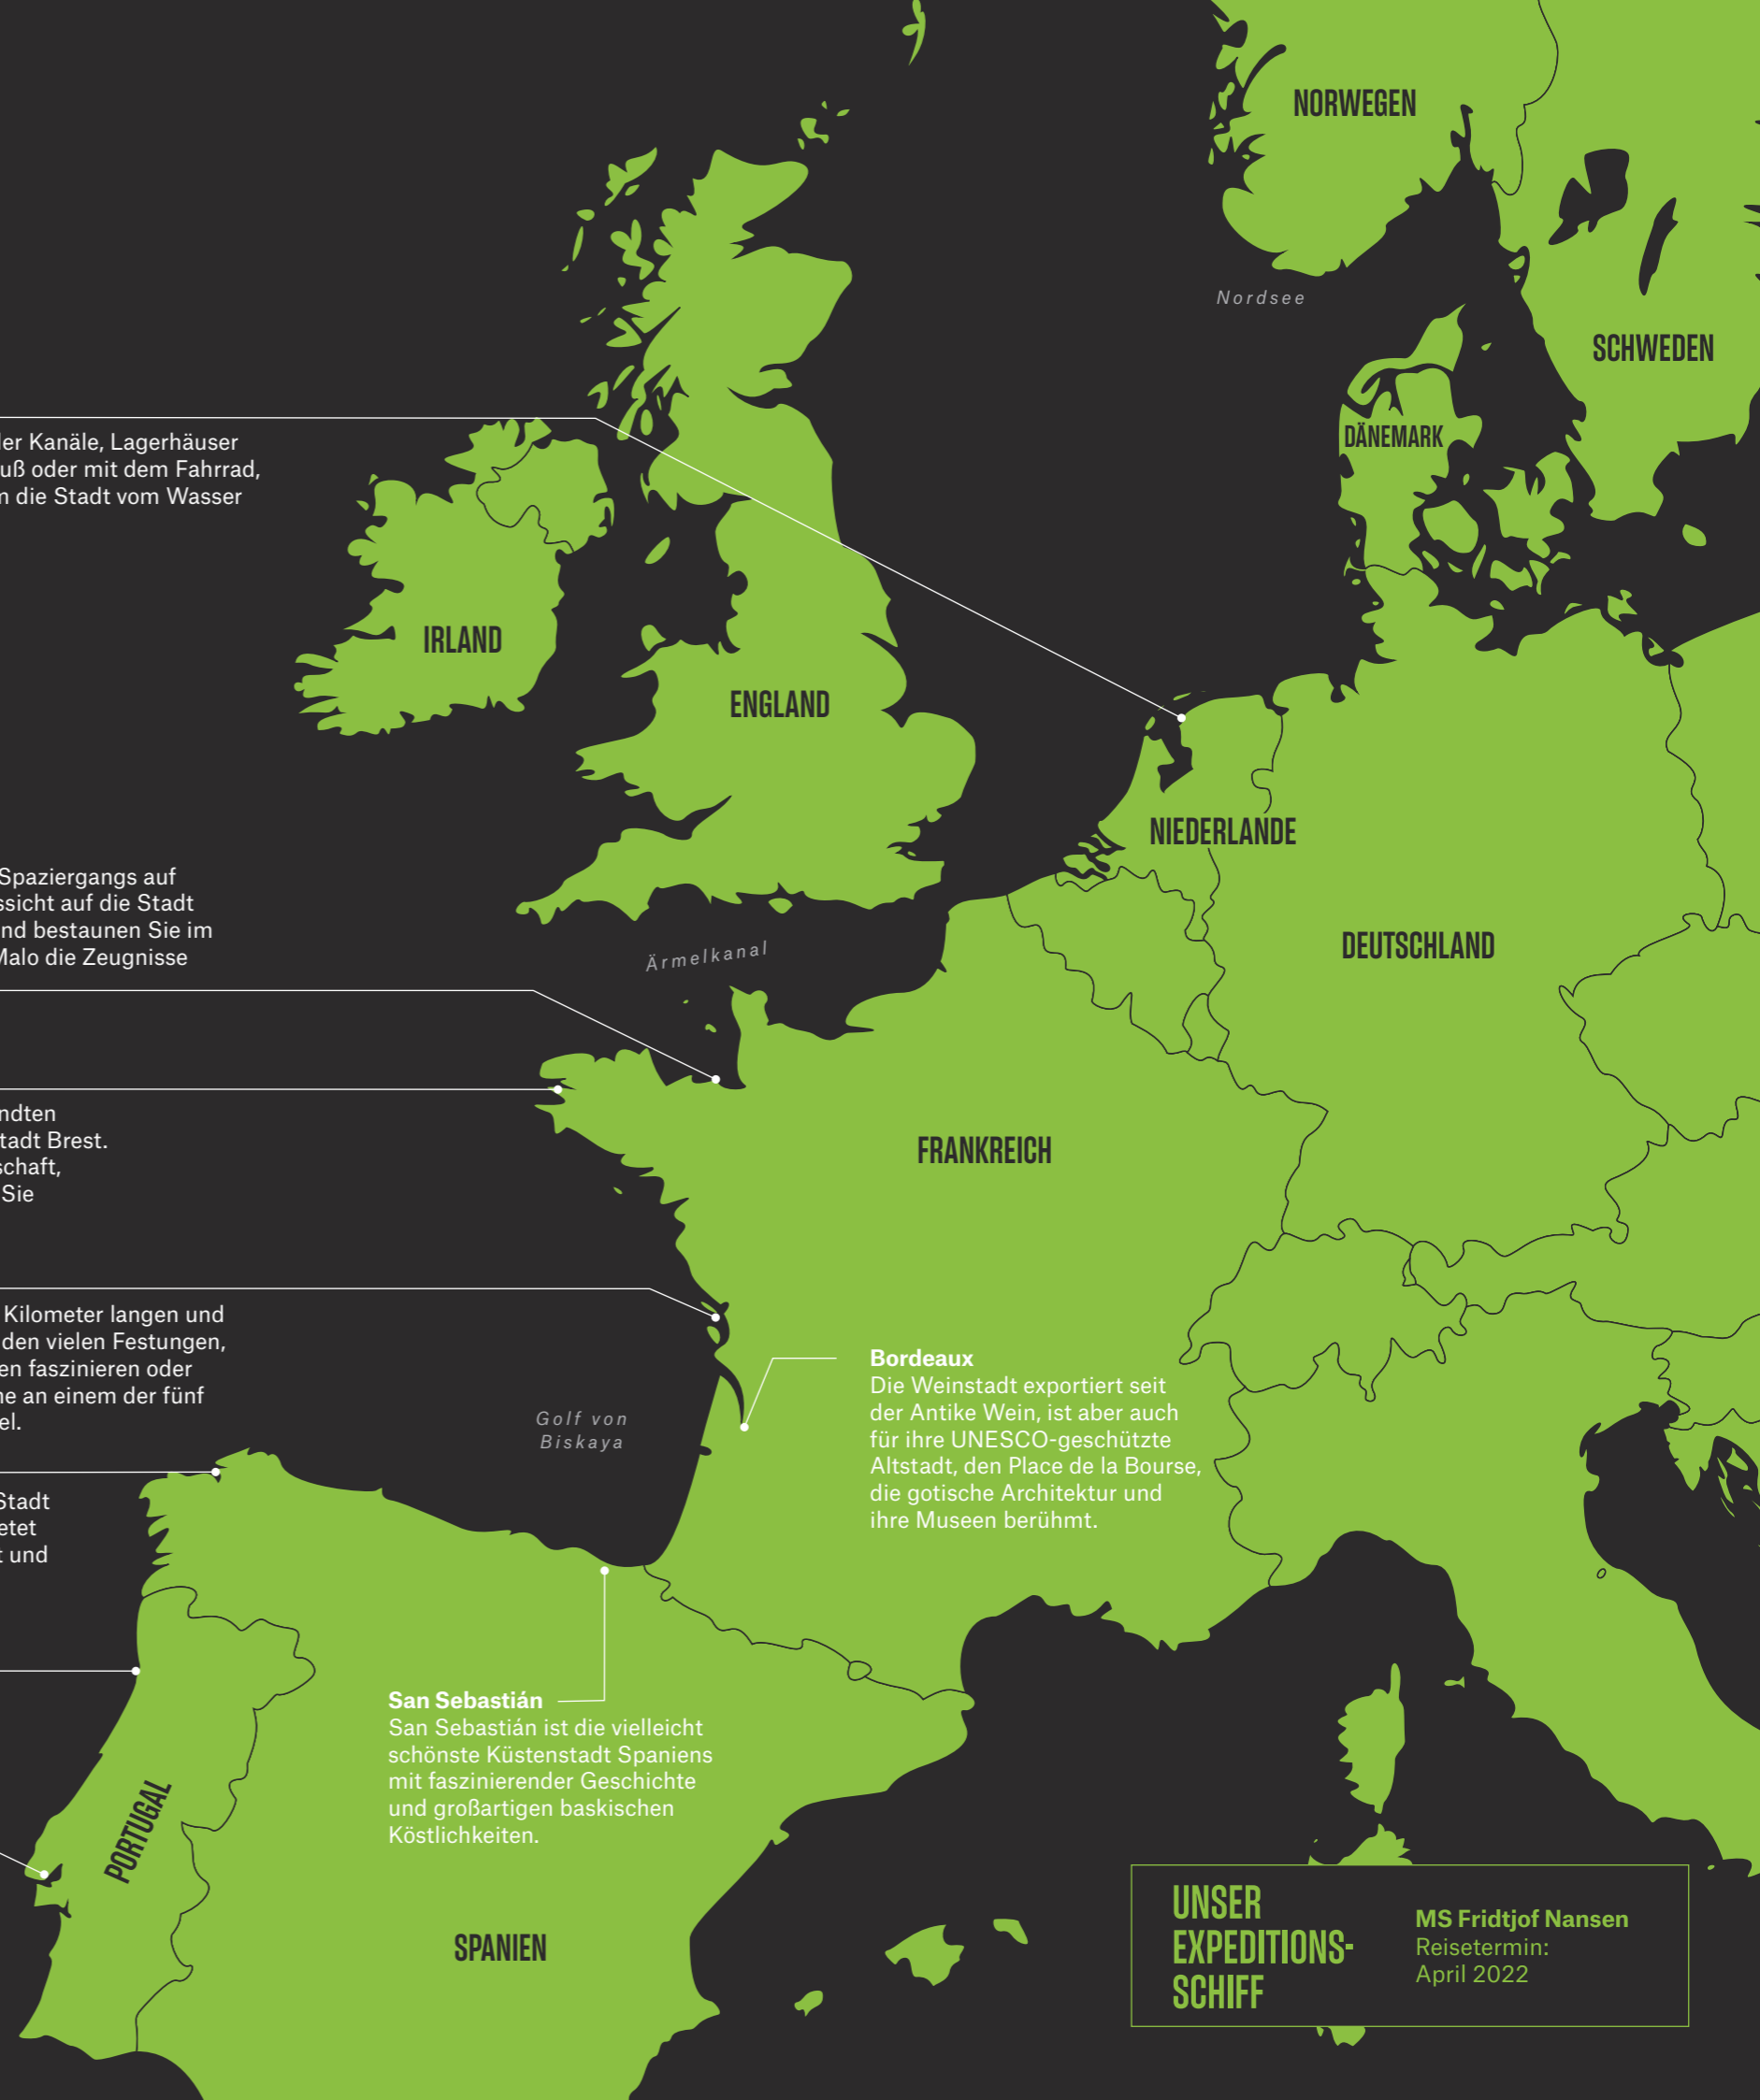 NORWEGEN
Nordsee
SCHWEDEN
DÄNEMARK
der Kanäle, Lagerhäuser
uß oder mit dem Fahrrad,
n die Stadt vom Wasser
IRLAND
ENGLAND
NIEDERLANDE
Spaziergangs auf
ssicht auf die Stadt
nd bestaunen Sie im
Malo die Zeugnisse
Ärmelkanal
DEUTSCHLAND
ndten
tadt Brest.
schaft,
Sie
FRANKREICH
Kilometer langen und
den vielen Festungen,
en faszinieren oder
ne an einem der fünf
el.
Golf von
Biskaya
Bordeaux
Die Weinstadt exportiert seit
der Antike Wein, ist aber auch
für ihre UNESCO-geschützte
Altstadt, den Place de la Bourse,
die gotische Architektur und
ihre Museen berühmt.
Stadt
etet
t und
San Sebastián
San Sebastián ist die vielleicht
schönste Küstenstadt Spaniens
mit faszinierender Geschichte
und großartigen baskischen
Köstlichkeiten.
PORTUGAL
SPANIEN
UNSER
EXPEDITIONS-
SCHIFF
MS Fridtjof Nansen
Reisetermin:
April 2022